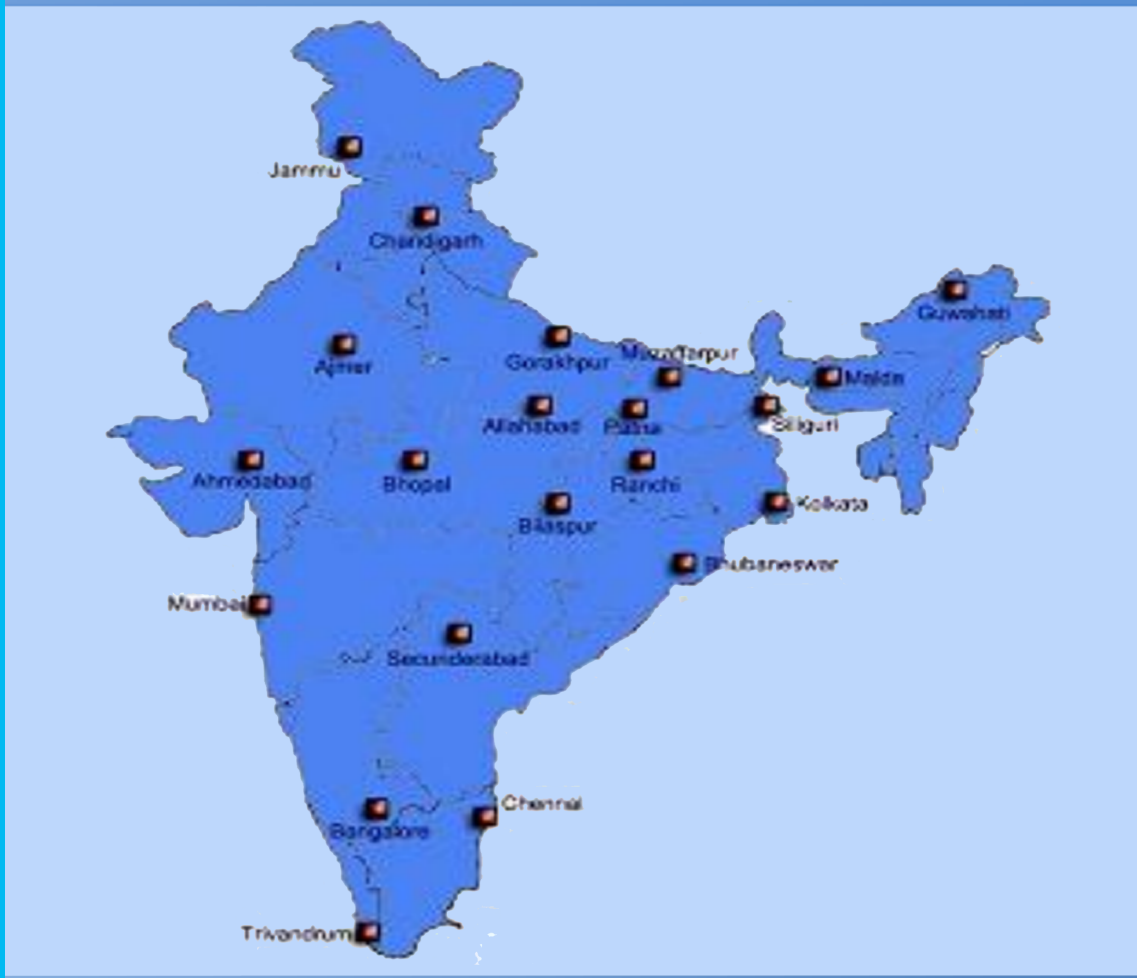 Jammu
Chandigarh
Guwahati
Ajmer
Gorakhpur
Muzaffarpur
Malda
Allahabad
Patna
Siliguri
Ahmedabad
Bhopal
Ranchi
Bilaspur
Kolkata
Bhubaneswar
Mumbai
Secunderabad
Chennai
Bangalore
Trivandrum